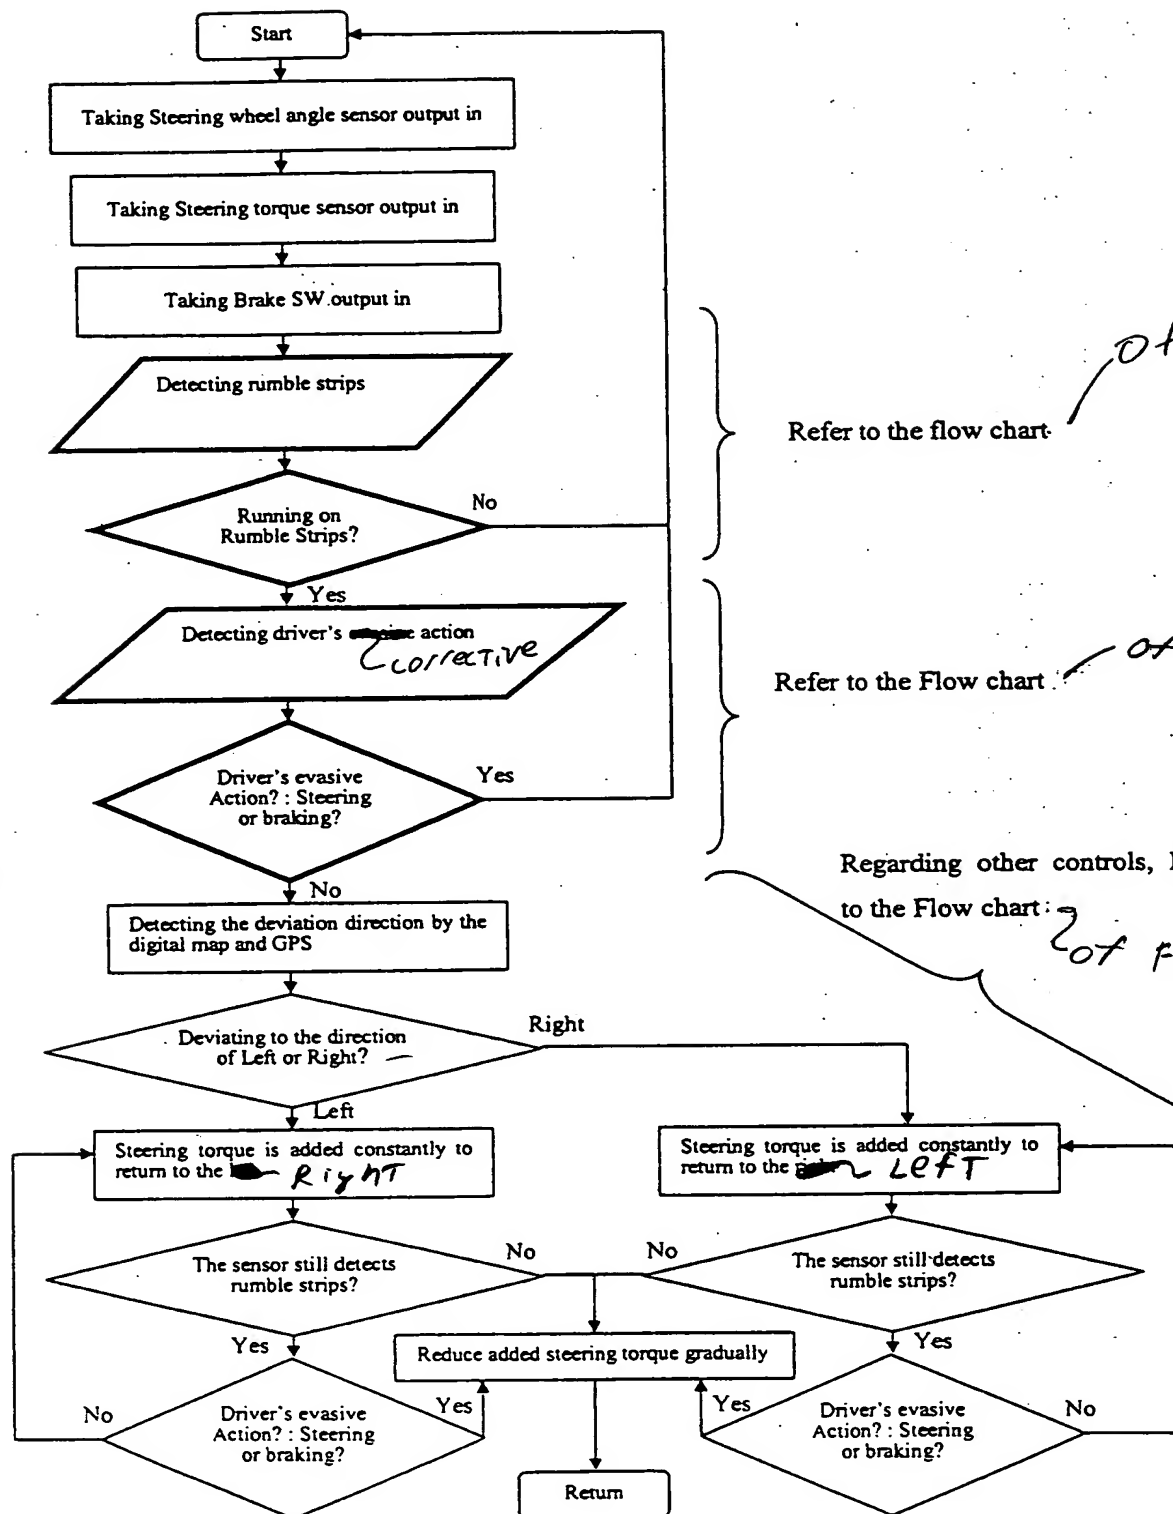 Start
Taking Steering wheel angle sensor output in
Taking Steering torque sensor output in
Taking Brake SW output in
Detecting rumble strips
Running on
Rumble Strips?
No
Refer to the flow chart
of
Yes
Detecting driver's action
corrective
Refer to the Flow chart
of
Driver's evasive
Action? : Steering
or braking?
Yes
No
Regarding other controls,
to the Flow chart
of
Detecting the deviation direction by the
digital map and GPS
Deviating to the direction
of Left or Right?
Right
Left
Steering torque is added constantly to
return to the Right
Steering torque is added constantly to
return to the Left
The sensor still detects
rumble strips?
No
No
The sensor still detects
rumble strips?
Yes
Reduce added steering torque gradually
Yes
No
Driver's evasive
Action? : Steering
or braking?
Yes
Yes
Driver's evasive
Action? : Steering
or braking?
No
Return